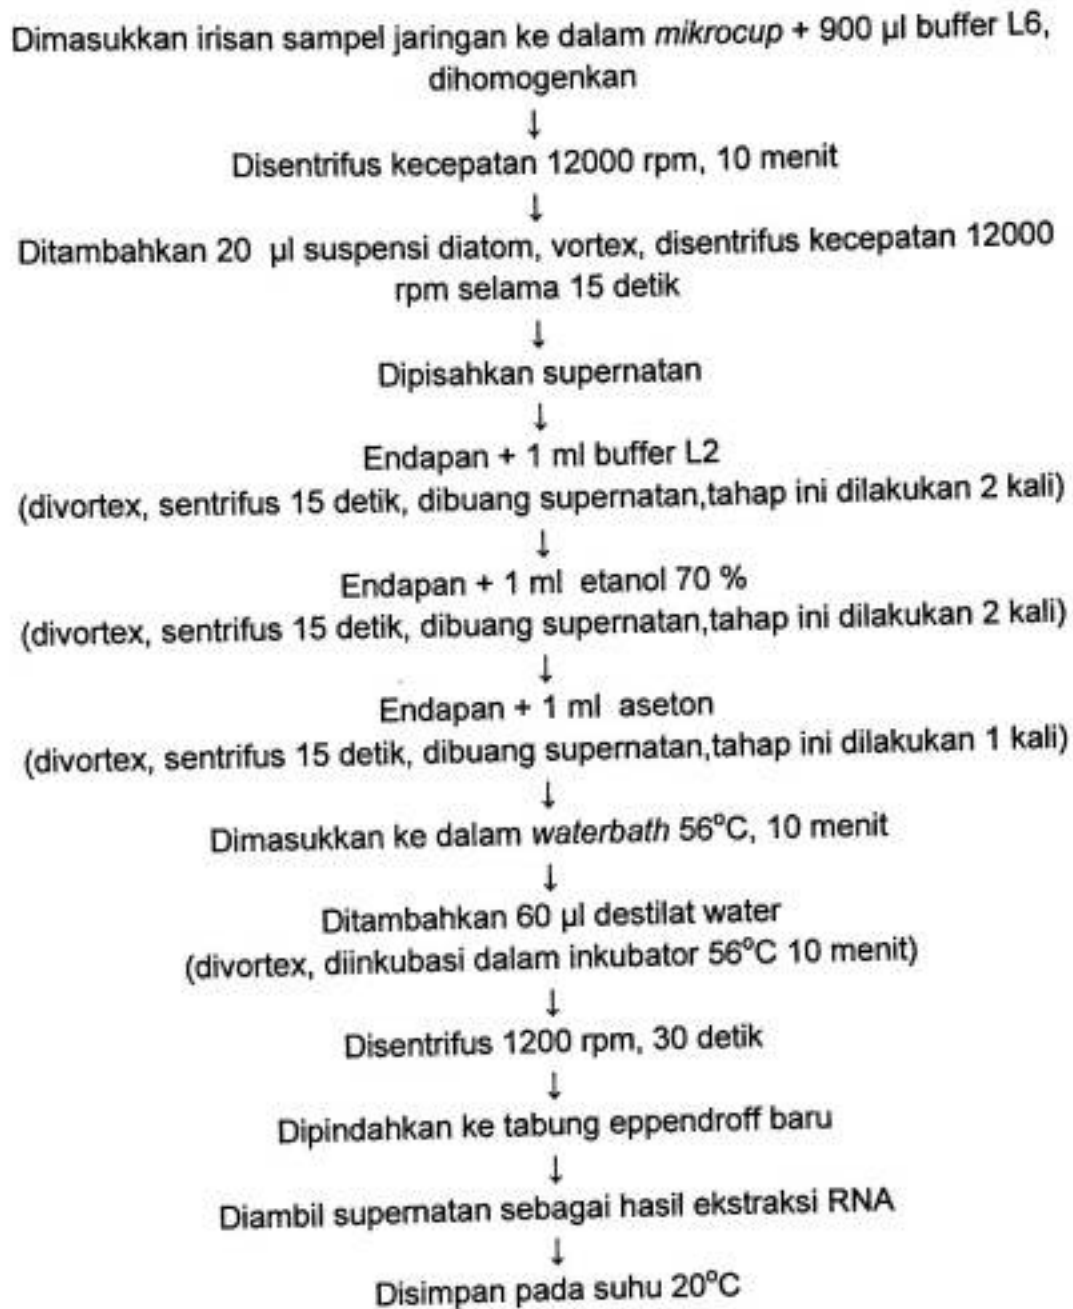 Dimasukkan irisan sampel jaringan ke dalam mikrocup + 900 µl buffer L6,
dihomogenkan
↓
Disentrifus kecepatan 12000 rpm, 10 menit
↓
Ditambahkan 20 µl suspensi diatom, vortex, disentrifus kecepatan 12000
rpm selama 15 detik
↓
Dipisahkan supernatan
↓
Endapan + 1 ml buffer L2
(divortex, sentrifus 15 detik, dibuang supernatan,tahap ini dilakukan 2 kali)
↓
Endapan + 1 ml etanol 70 %
(divortex, sentrifus 15 detik, dibuang supernatan,tahap ini dilakukan 2 kali)
↓
Endapan + 1 ml aseton
(divortex, sentrifus 15 detik, dibuang supernatan,tahap ini dilakukan 1 kali)
↓
Dimasukkan ke dalam waterbath 56°C, 10 menit
↓
Ditambahkan 60 µl destilat water
(divortex, diinkubasi dalam inkubator 56°C 10 menit)
↓
Disentrifus 1200 rpm, 30 detik
↓
Dipindahkan ke tabung eppendroff baru
↓
Diambil supernatan sebagai hasil ekstraksi RNA
↓
Disimpan pada suhu 20°C